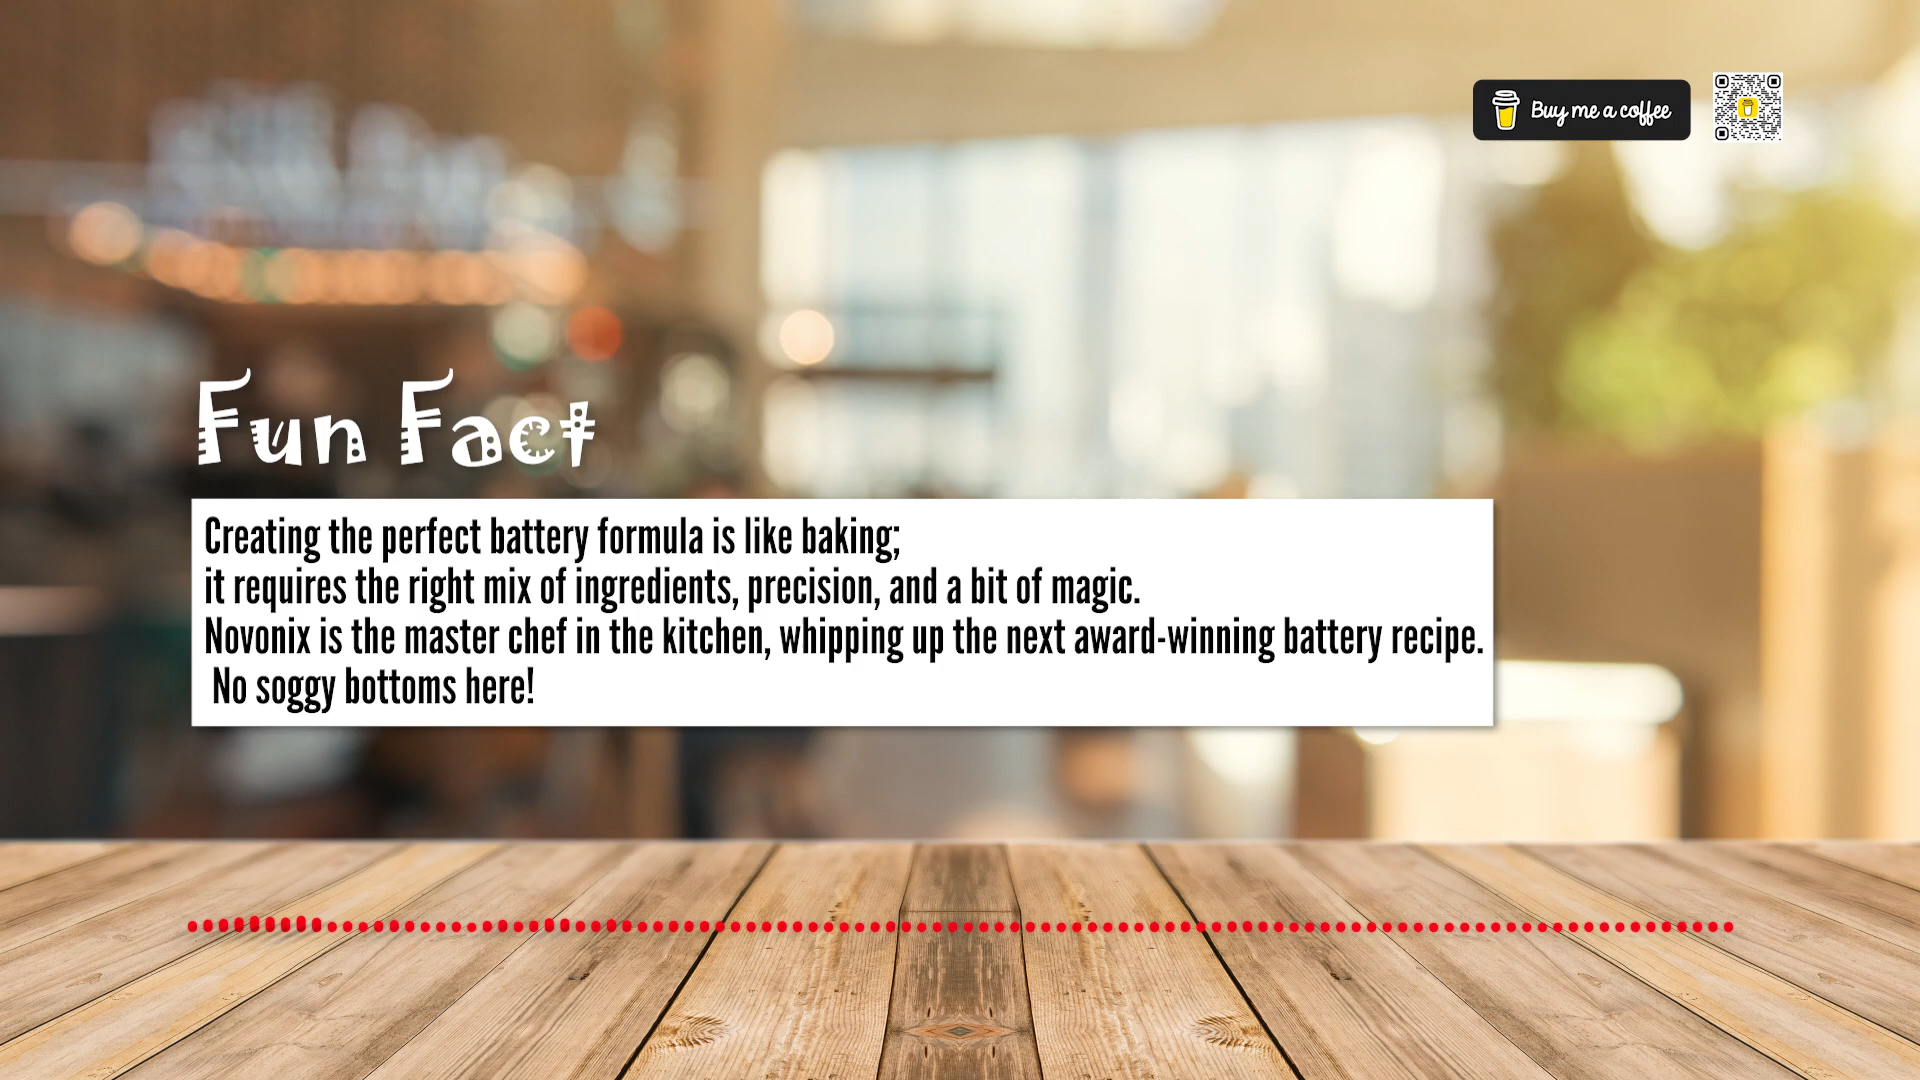 Buy me a coffee
Fun Fact
Creating the perfect battery formula is like baking;
it requires the right mix of ingredients, precision, and a bit of magic.
Novonix is the master chef in the kitchen, whipping up the next award-winning battery recipe.
No soggy bottoms here!